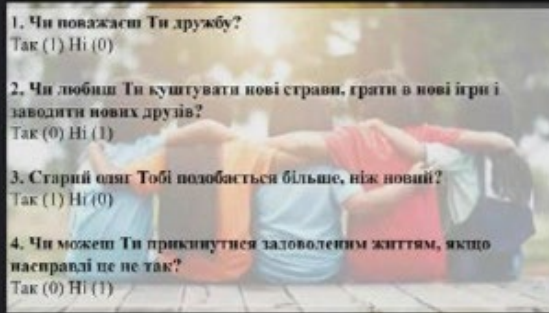 1. Чи поважаєш Ти дружбу?
Так (1) Ні (0)
2. Чи любиш Ти куштувати нові страви, грати в нові ігри і
заводити нових друзів?
Так (0) Ні (1)
3. Старий одяг Тобі подобається більше, ніж новий?
Так (1) Ні (0)
4. Чи можеш Ти прикинутися задоволеним життям, якщо
насправді це не так?
Так (0) Ні (1)